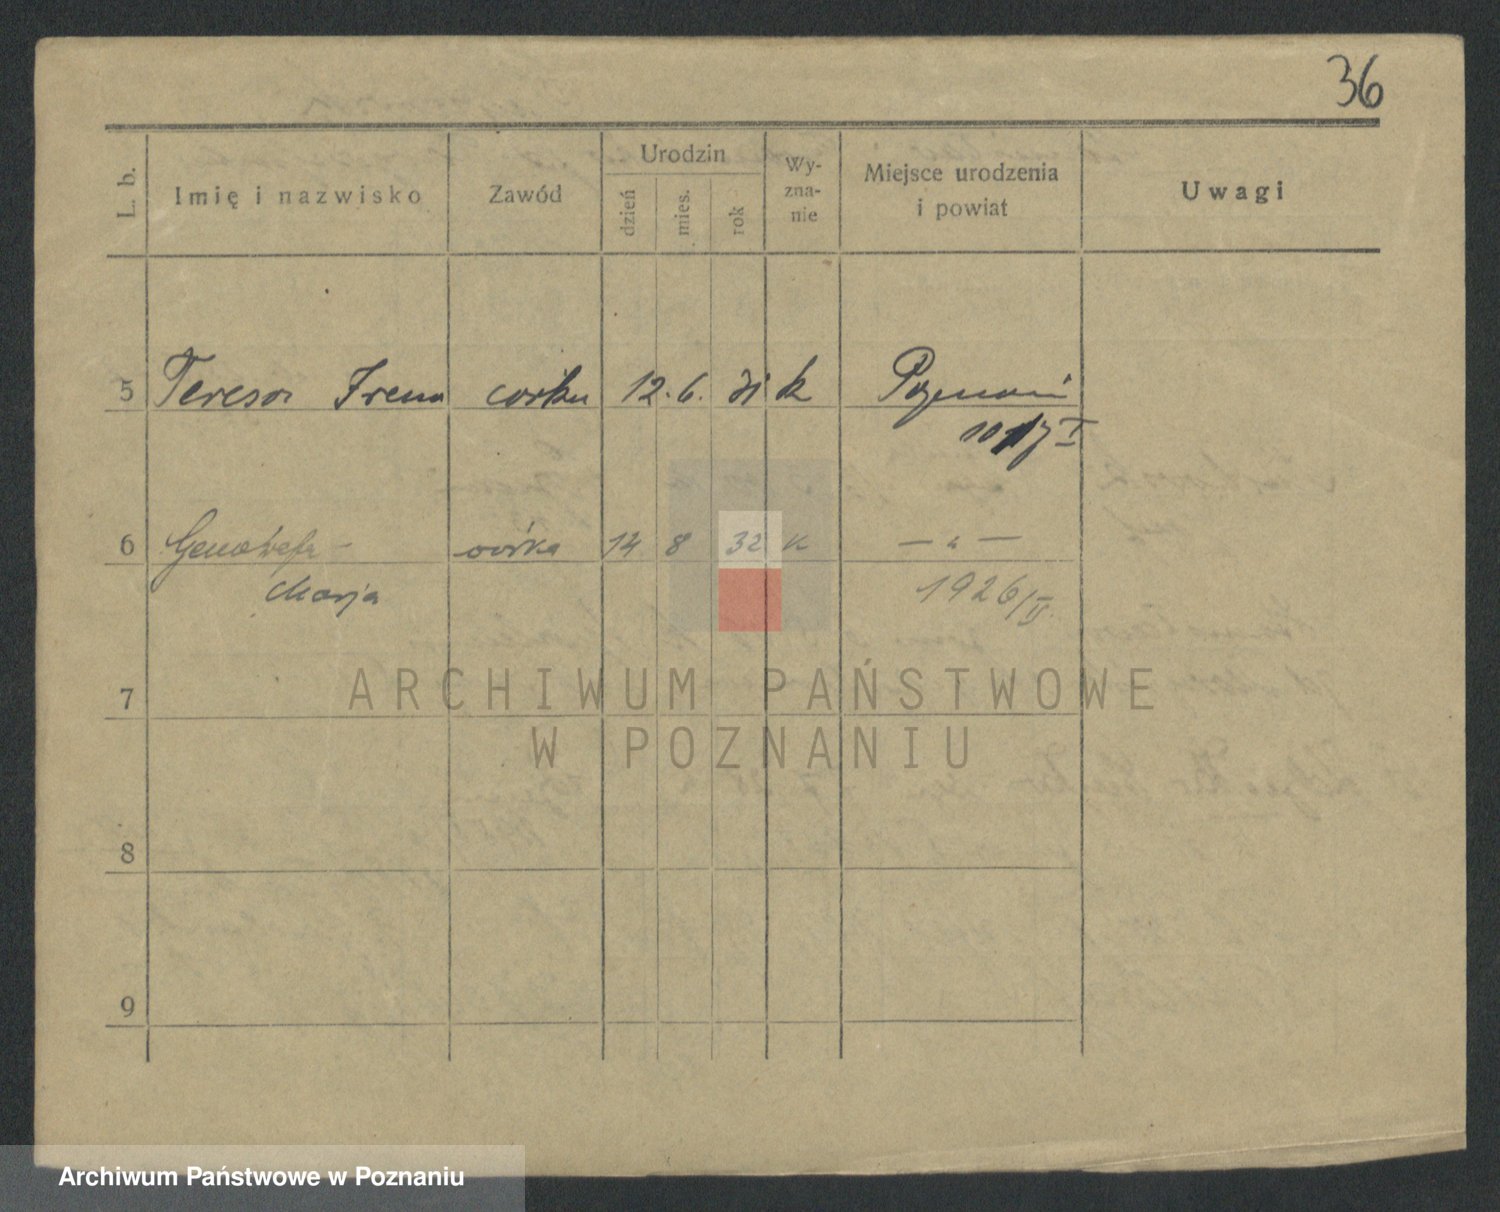 36
L. b.
Imię i nazwisko
Zawód
Urodzin
dzień
mies.
rok
Wy-
zna-
nie
Miejsce urodzenia
i powiat
Uwagi
5 Teresa Irena córka 12. 6. 31 k Poznań
6 Genowefa - córka 14 8 32 k — „ —
Marja 1926/II
7
8
9
ARCHIWUM PAŃSTWOWE
W POZNANIU
Archiwum Państwowe w Poznaniu